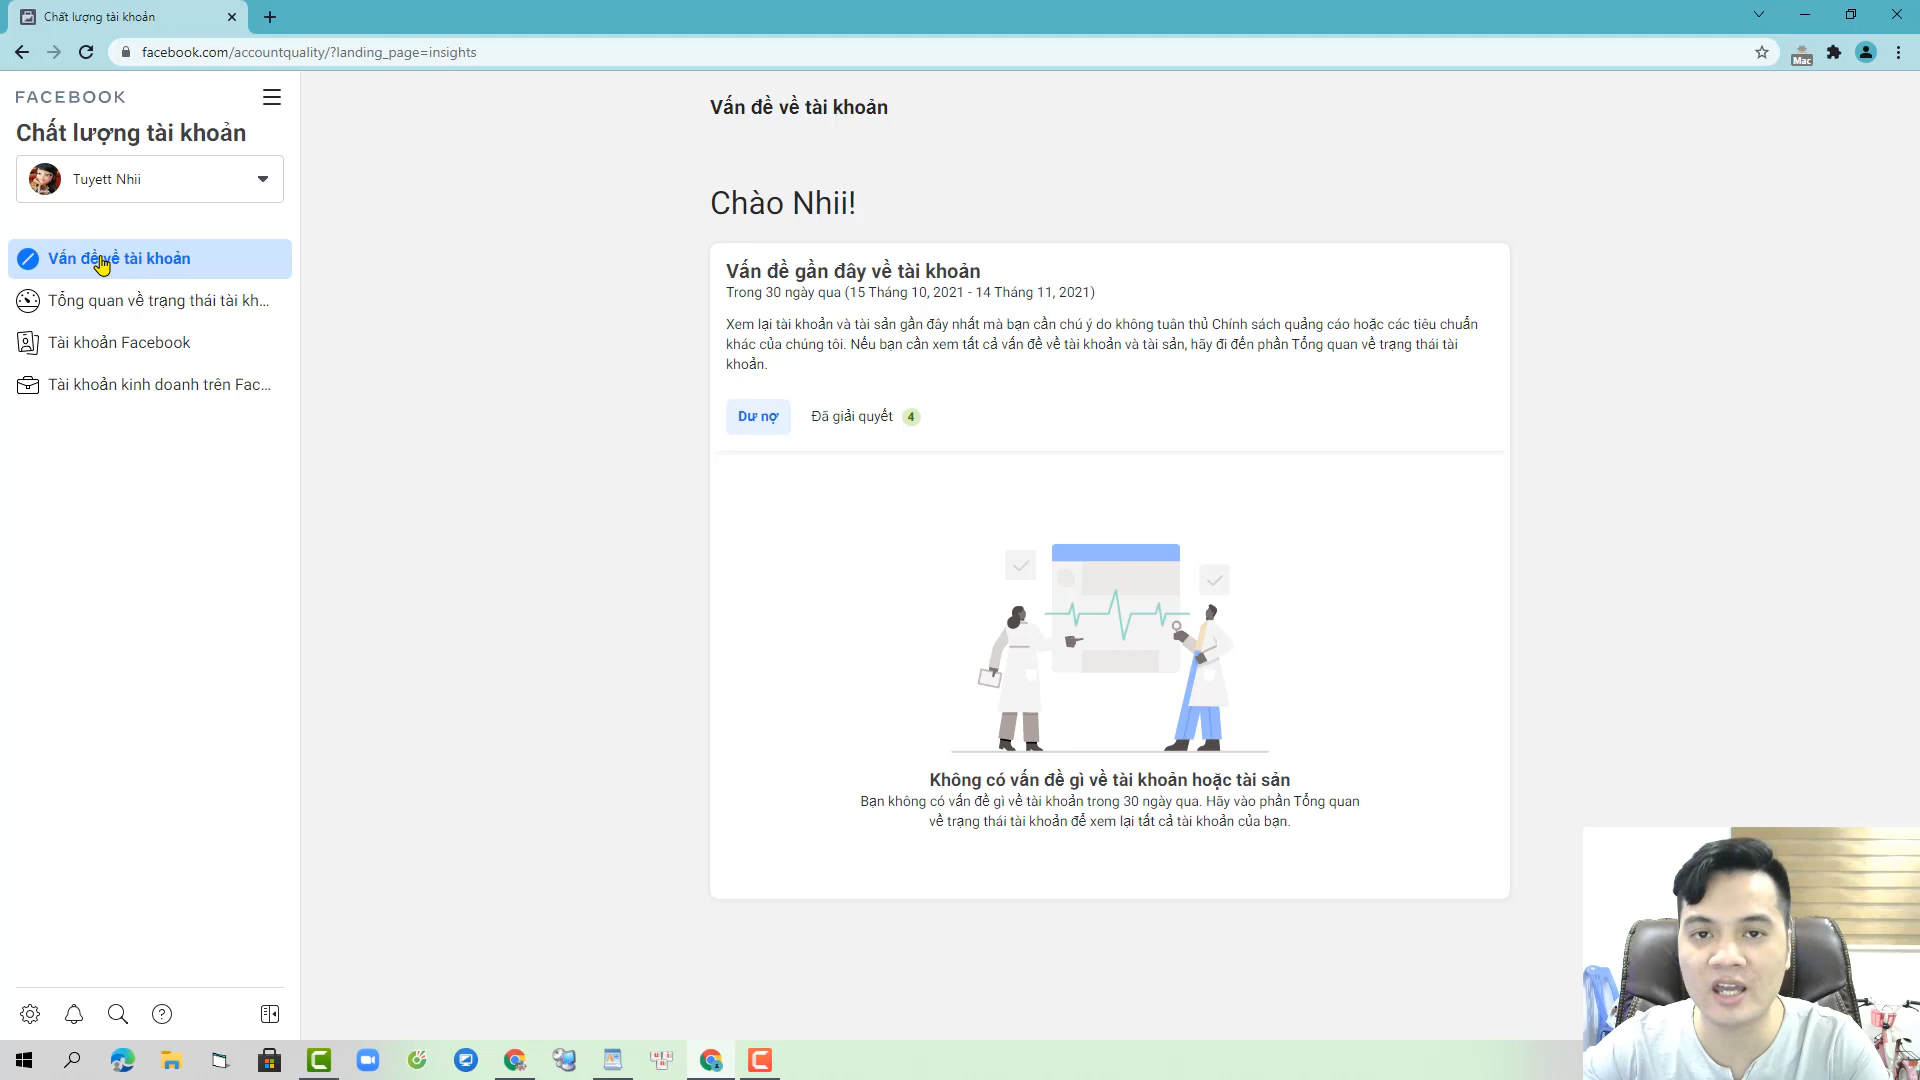 Chất lượng tài khoản
facebook.com/accountquality/?landing_page=insights
Mac
FACEBOOK
Chất lượng tài khoản
Tuyett Nhii
Vấn đề về tài khoản
Tổng quan về trạng thái tài kh...
Tài khoản Facebook
Tài khoản kinh doanh trên Fac...
Vấn đề về tài khoản
Chào Nhii!
Vấn đề gần đây về tài khoản
Trong 30 ngày qua (15 Tháng 10, 2021 - 14 Tháng 11, 2021)
Xem lại tài khoản và tài sản gần đây nhất mà bạn cần chú ý do không tuân thủ Chính sách quảng cáo hoặc các tiêu chuẩn
khác của chúng tôi. Nếu bạn cần xem tất cả vấn đề về tài khoản và tài sản, hãy đi đến phần Tổng quan về trạng thái tài
khoản.
Dư nợ Đã giải quyết 4
Không có vấn đề gì về tài khoản hoặc tài sản
Bạn không có vấn đề gì về tài khoản trong 30 ngày qua. Hãy vào phần Tổng quan
về trạng thái tài khoản để xem lại tất cả tài khoản của bạn.